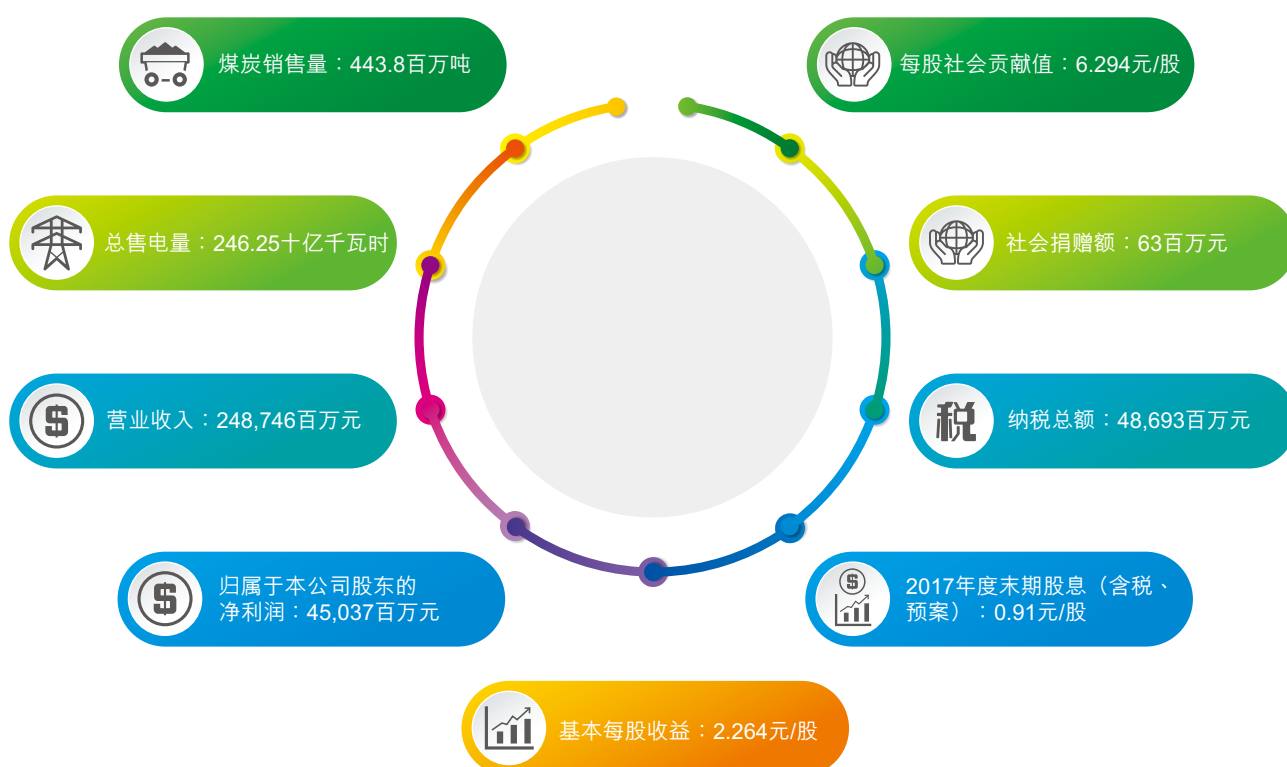 煤炭销售量：443.8百万吨
每股社会贡献值：6.294元/股
总售电量：246.25十亿千瓦时
社会捐赠额：63百万元
营业收入：248,746百万元
税
纳税总额：48,693百万元
归属于本公司股东的
净利润：45,037百万元
2017年度末期股息（含税、
预案）：0.91元/股
基本每股收益：2.264元/股